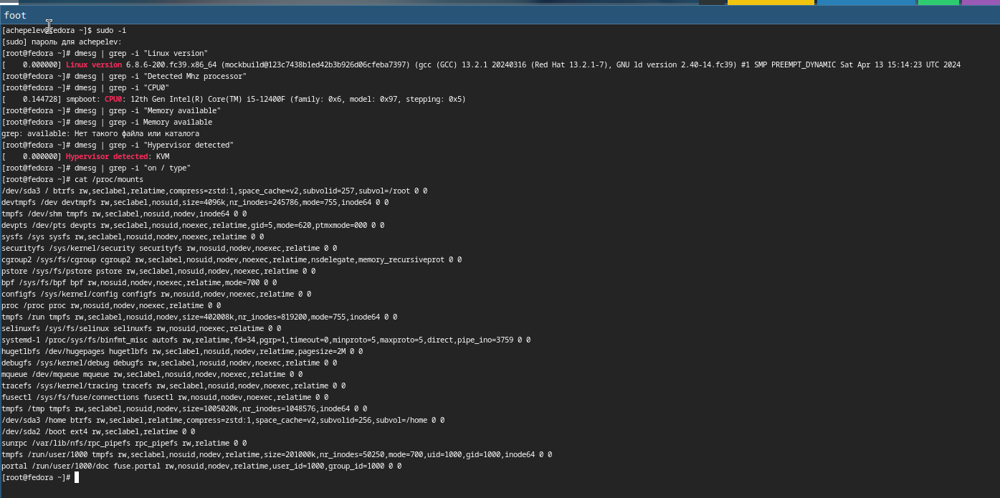 foot
[achepelev@fedora ~]$ sudo -i
[sudo] пароль для achepelev:
[root@fedora ~]# dmesg | grep -i "Linux version"
[    0.000000] Linux version 6.8.6-200.fc39.x86_64 (mockbuild@123c7438b1ed42b3b926d06cfeba7397) (gcc (GCC) 13.2.1 20240316 (Red Hat 13.2.1-7), GNU ld version 2.40-14.fc39) #1 SMP PREEMPT_DYNAMIC Sat Apr 13 15:14:23 UTC 2024
[root@fedora ~]# dmesg | grep -i "Detected Mhz processor"
[root@fedora ~]# dmesg | grep -i "CPU0"
[    0.144728] smpboot: CPU0: 12th Gen Intel(R) Core(TM) i5-12400F (family: 0x6, model: 0x97, stepping: 0x5)
[root@fedora ~]# dmesg | grep -i "Memory available"
[root@fedora ~]# dmesg | grep -i Memory available
grep: available: Нет такого файла или каталога
[root@fedora ~]# dmesg | grep -i "Hypervisor detected"
[    0.000000] Hypervisor detected: KVM
[root@fedora ~]# dmesg | grep -i "on / type"
[root@fedora ~]# cat /proc/mounts
/dev/sda3 / btrfs rw,seclabel,relatime,compress=zstd:1,space_cache=v2,subvolid=257,subvol=/root 0 0
devtmpfs /dev devtmpfs rw,seclabel,nosuid,size=4096k,nr_inodes=245786,mode=755,inode64 0 0
tmpfs /dev/shm tmpfs rw,seclabel,nosuid,nodev,inode64 0 0
devpts /dev/pts devpts rw,seclabel,nosuid,noexec,relatime,gid=5,mode=620,ptmxmode=000 0 0
sysfs /sys sysfs rw,seclabel,nosuid,nodev,noexec,relatime 0 0
securityfs /sys/kernel/security securityfs rw,nosuid,nodev,noexec,relatime 0 0
cgroup2 /sys/fs/cgroup cgroup2 rw,seclabel,nosuid,nodev,noexec,relatime,nsdelegate,memory_recursiveprot 0 0
pstore /sys/fs/pstore pstore rw,seclabel,nosuid,nodev,noexec,relatime 0 0
bpf /sys/fs/bpf bpf rw,nosuid,nodev,noexec,relatime,mode=700 0 0
configfs /sys/kernel/config configfs rw,nosuid,nodev,noexec,relatime 0 0
proc /proc proc rw,nosuid,nodev,noexec,relatime 0 0
tmpfs /run tmpfs rw,seclabel,nosuid,nodev,size=402008k,nr_inodes=819200,mode=755,inode64 0 0
selinuxfs /sys/fs/selinux selinuxfs rw,nosuid,noexec,relatime 0 0
systemd-1 /proc/sys/fs/binfmt_misc autofs rw,relatime,fd=34,pgrp=1,timeout=0,minproto=5,maxproto=5,direct,pipe_ino=3759 0 0
hugetlbfs /dev/hugepages hugetlbfs rw,seclabel,nosuid,nodev,relatime,pagesize=2M 0 0
debugfs /sys/kernel/debug debugfs rw,seclabel,nosuid,nodev,noexec,relatime 0 0
mqueue /dev/mqueue mqueue rw,seclabel,nosuid,nodev,noexec,relatime 0 0
tracefs /sys/kernel/tracing tracefs rw,seclabel,nosuid,nodev,noexec,relatime 0 0
fusectl /sys/fs/fuse/connections fusectl rw,nosuid,nodev,noexec,relatime 0 0
tmpfs /tmp tmpfs rw,seclabel,nosuid,nodev,size=1005020k,nr_inodes=1048576,inode64 0 0
/dev/sda3 /home btrfs rw,seclabel,relatime,compress=zstd:1,space_cache=v2,subvolid=256,subvol=/home 0 0
/dev/sda2 /boot ext4 rw,seclabel,relatime 0 0
sunrpc /var/lib/nfs/rpc_pipefs rpc_pipefs rw,relatime 0 0
tmpfs /run/user/1000 tmpfs rw,seclabel,nosuid,nodev,relatime,size=201000k,nr_inodes=50250,mode=700,uid=1000,gid=1000,inode64 0 0
portal /run/user/1000/doc fuse.portal rw,nosuid,nodev,relatime,user_id=1000,group_id=1000 0 0
[root@fedora ~]#